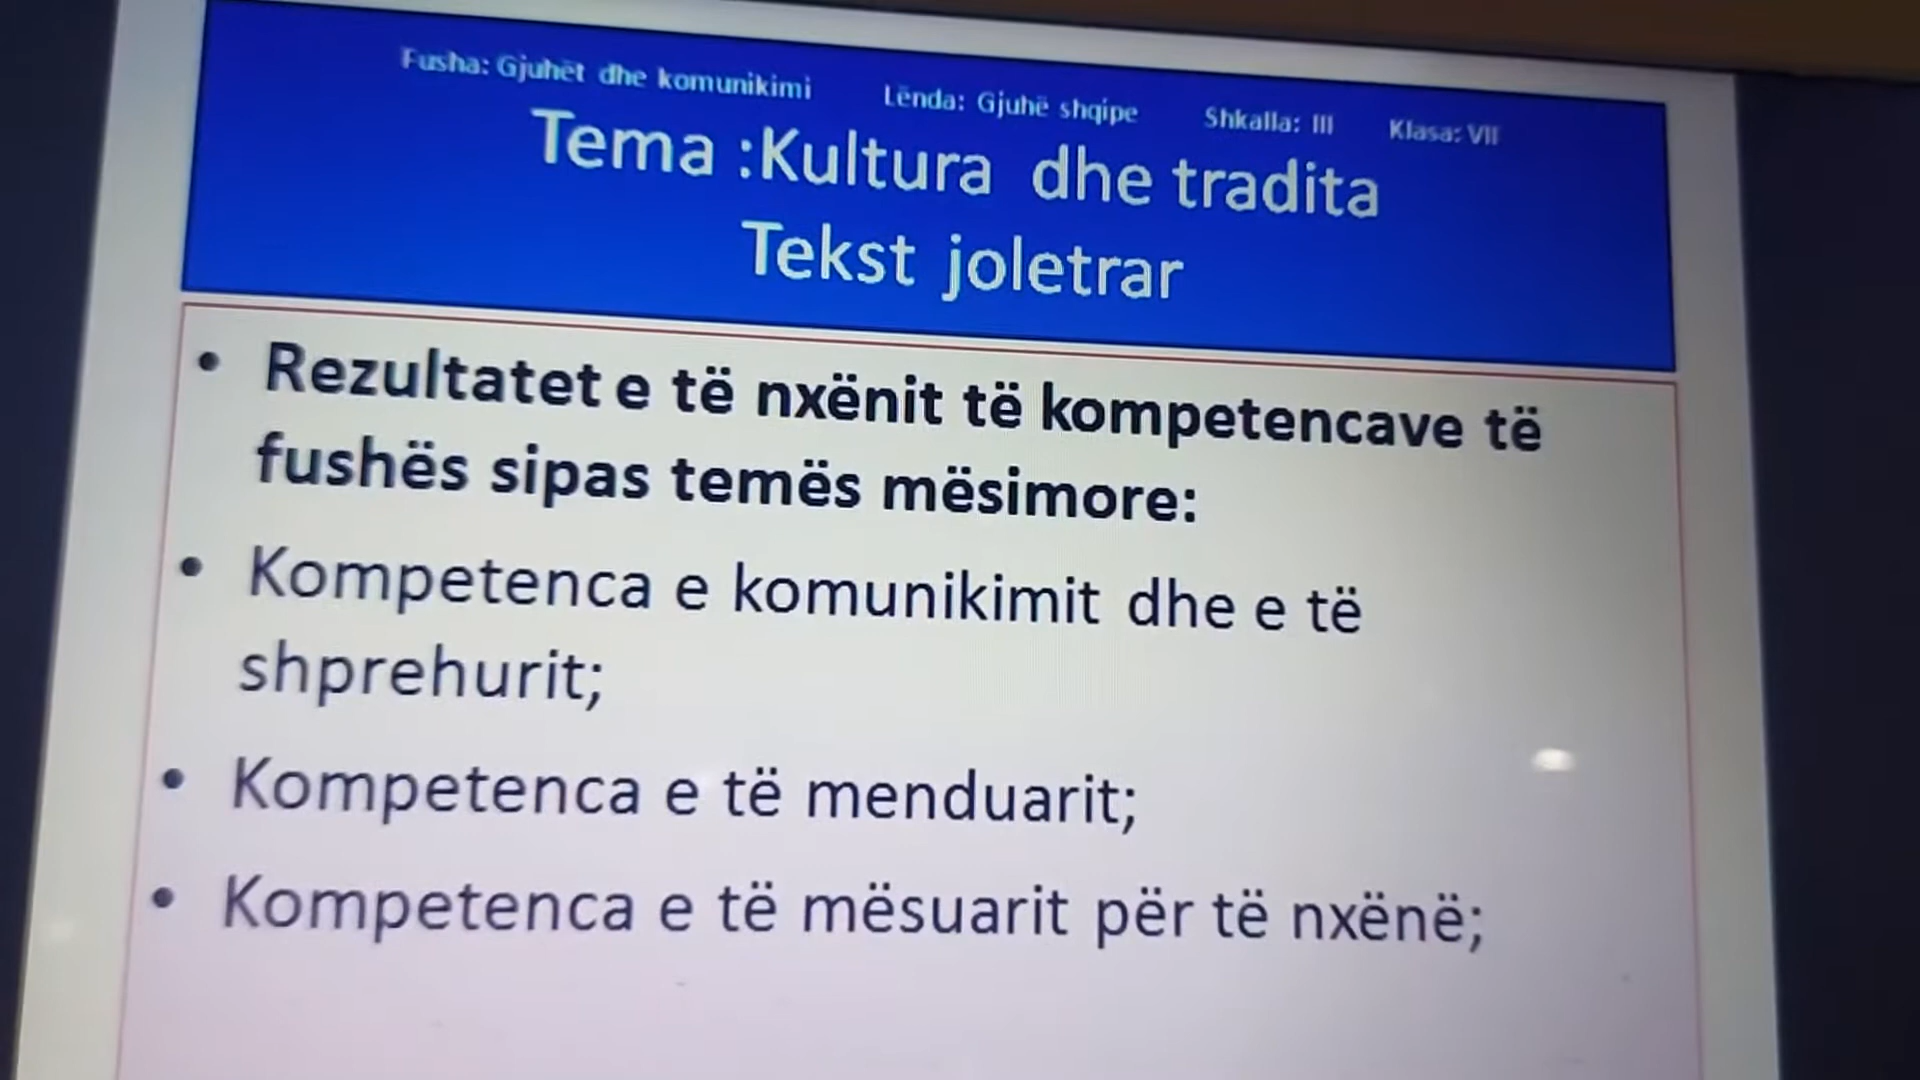 Fusha: Gjuhët dhe komunikimi Lënda: Gjuhë shqipe Shkalla: III Klasa: VII
Tema :Kultura dhe tradita
Tekst joletrar
• Rezultatet e të nxënit të kompetencave të
fushës sipas temës mësimore:
• Kompetenca e komunikimit dhe e të
shprehurit;
• Kompetenca e të menduarit;
• Kompetenca e të mësuarit për të nxënë;